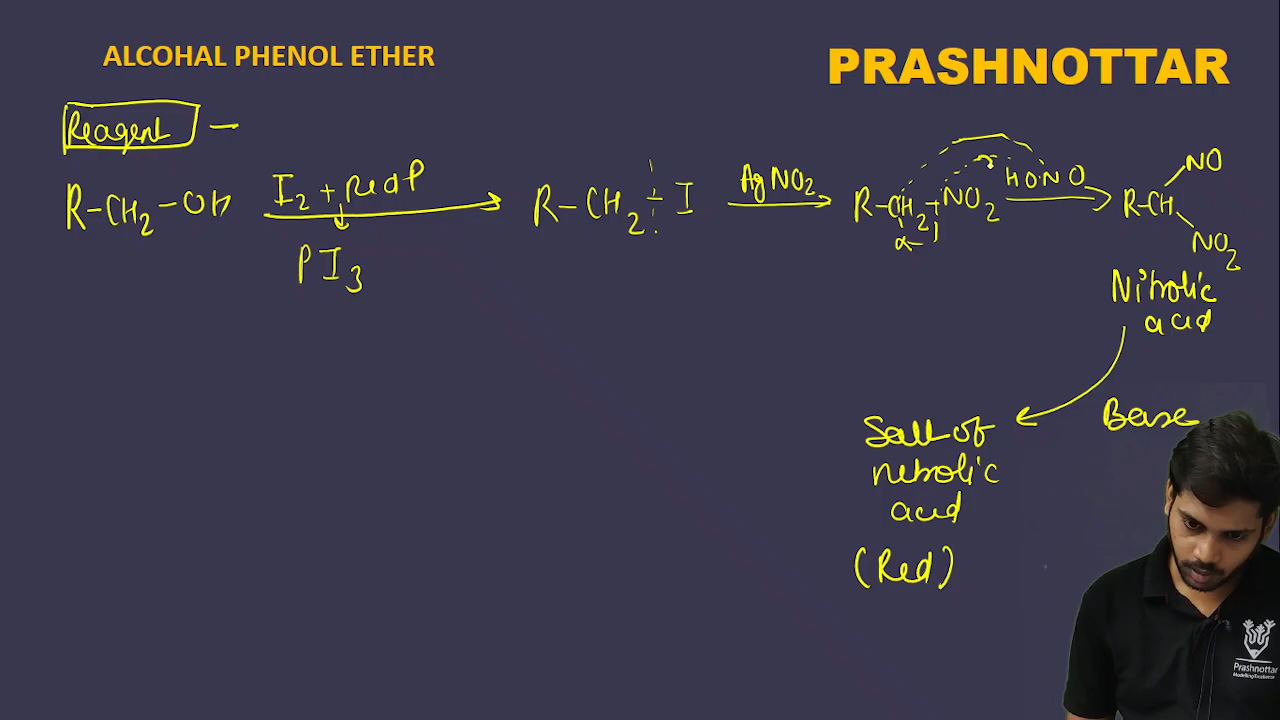 ALCOHAL PHENOL ETHER
PRASHNOTTAR
Reagent —
R-CH2-OH I2 + red P → R-CH2-I AgNO2 → R-CH2-NO2 HONO → R-CH NO NO2
PI3
α
Nitrolic
acid
Base
Salt of
nitrolic
acid
(Red)
Prashnottar